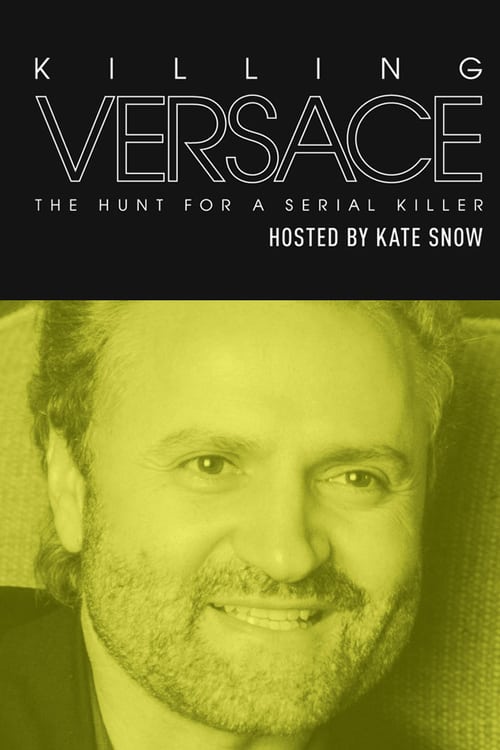 KILLING
VERSACE
THE HUNT FOR A SERIAL KILLER
HOSTED BY KATE SNOW